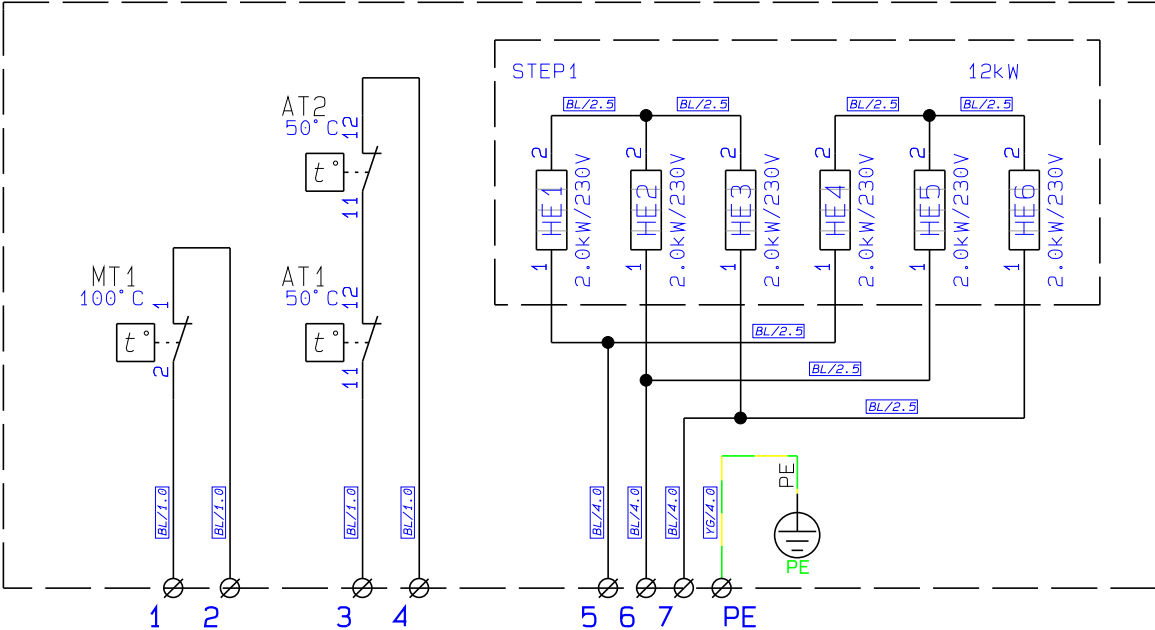 STEP1 12kW
BL/2.5 BL/2.5 BL/2.5 BL/2.5
AT2
50°C
12
t°
11
2 2 2 2 2 2
HE1 2.0kW/230V
HE2 2.0kW/230V
HE3 2.0kW/230V
HE4 2.0kW/230V
HE5 2.0kW/230V
HE6 2.0kW/230V
1 1 1 1 1 1
MT1
100°C
1
t°
2
AT1
50°C
12
t°
11
BL/2.5
BL/2.5
BL/2.5
PE
BL/1.0 BL/1.0 BL/1.0 BL/1.0 BL/4.0 BL/4.0 BL/4.0 YG/4.0
PE
1 2 3 4 5 6 7 PE